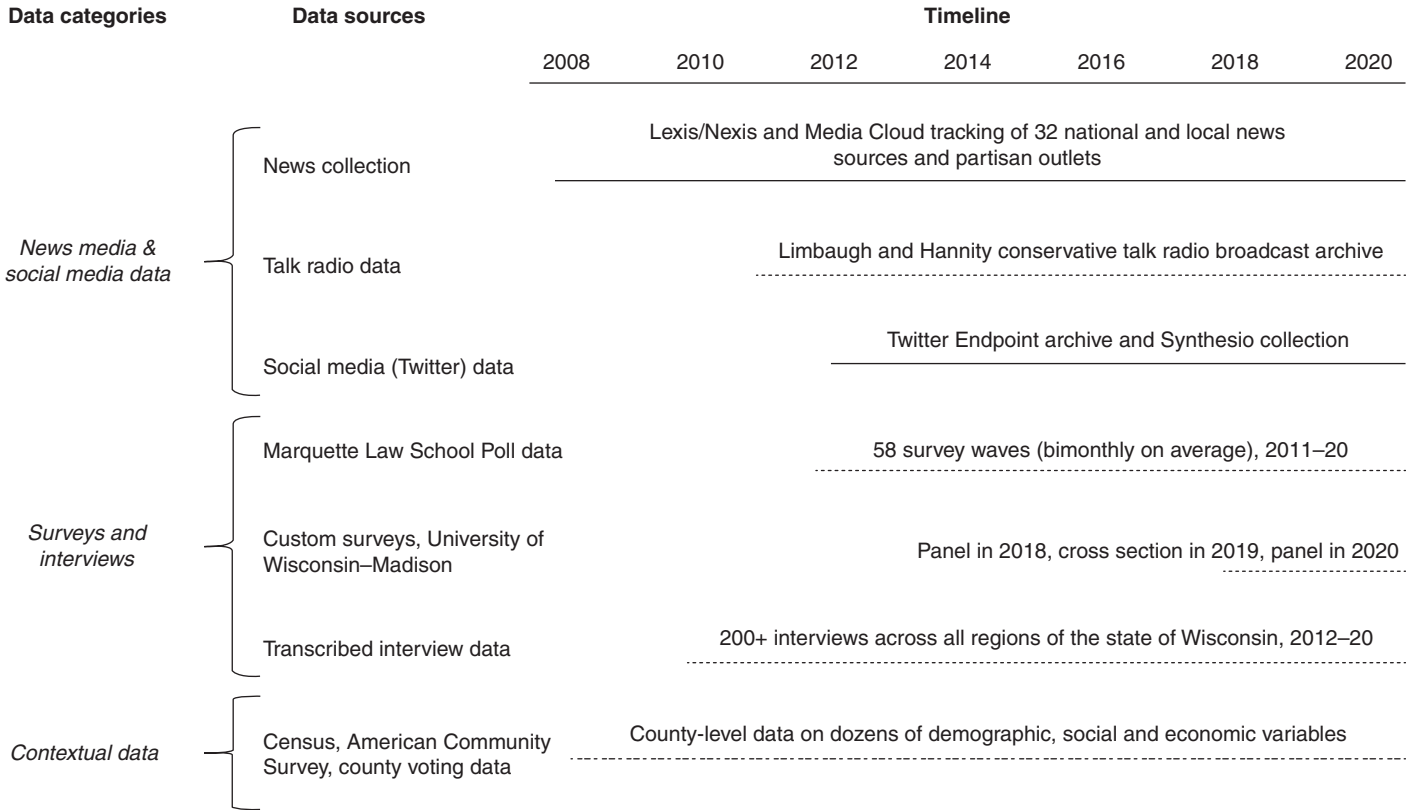 Data categories
Data sources
Timeline
2008 2010 2012 2014 2016 2018 2020
News media &
social media data
News collection
Lexis/Nexis and Media Cloud tracking of 32 national and local news
sources and partisan outlets
Talk radio data
Limbaugh and Hannity conservative talk radio broadcast archive
Social media (Twitter) data
Twitter Endpoint archive and Synthesio collection
Surveys and
interviews
Marquette Law School Poll data
58 survey waves (bimonthly on average), 2011–20
Custom surveys, University of
Wisconsin–Madison
Panel in 2018, cross section in 2019, panel in 2020
Transcribed interview data
200+ interviews across all regions of the state of Wisconsin, 2012–20
Contextual data
Census, American Community
Survey, county voting data
County-level data on dozens of demographic, social and economic variables